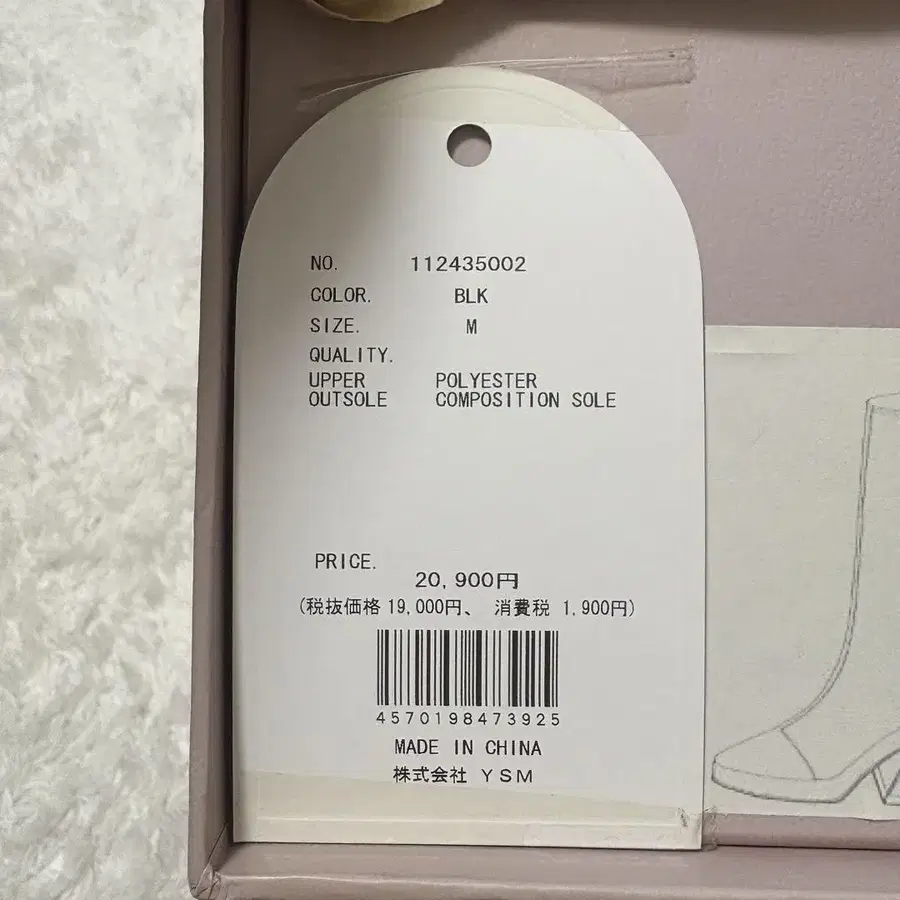 NO. 112435002
COLOR. BLK
SIZE. M
QUALITY.
UPPER POLYESTER
OUTSOLE COMPOSITION SOLE
PRICE.
20,900円
(税抜価格 19,000円、 消費税 1,900円)
4570198473925
MADE IN CHINA
株式会社 YSM